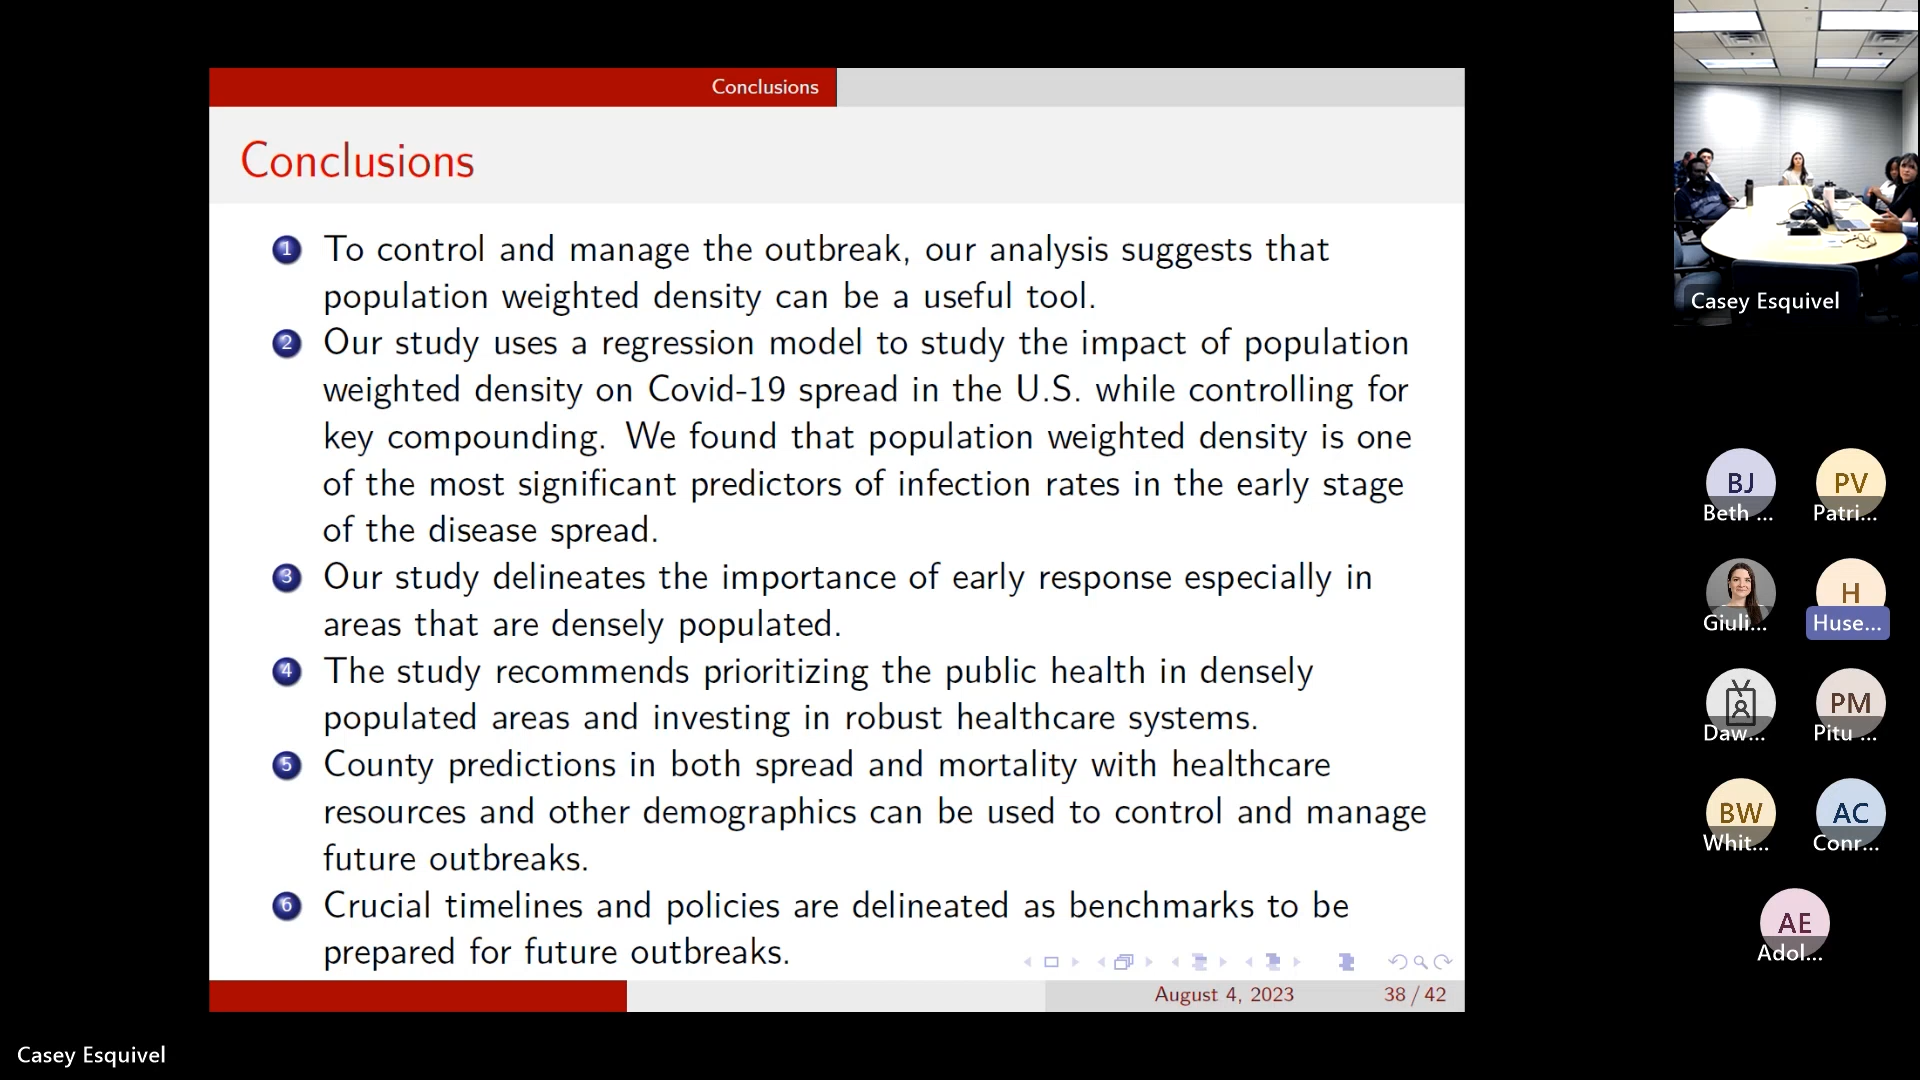 Conclusions
Conclusions
1 To control and manage the outbreak, our analysis suggests that
population weighted density can be a useful tool.
2 Our study uses a regression model to study the impact of population
weighted density on Covid-19 spread in the U.S. while controlling for
key compounding. We found that population weighted density is one
of the most significant predictors of infection rates in the early stage
of the disease spread.
3 Our study delineates the importance of early response especially in
areas that are densely populated.
4 The study recommends prioritizing the public health in densely
populated areas and investing in robust healthcare systems.
5 County predictions in both spread and mortality with healthcare
resources and other demographics can be used to control and manage
future outbreaks.
6 Crucial timelines and policies are delineated as benchmarks to be
prepared for future outbreaks.
August 4, 2023 38 / 42
Casey Esquivel
Casey Esquivel
BJ PV
Beth ... Patri...
H
Giuli... Huse...
PM
Daw... Pitu ...
BW AC
Whit... Conr...
AE
Adol...